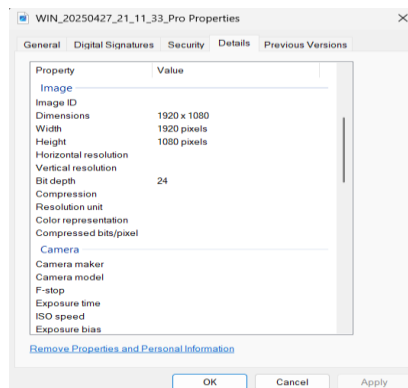 WIN_20250427_21_11_33_Pro Properties
General Digital Signatures Security Details Previous Versions
Property Value
Image
Image ID
Dimensions 1920 x 1080
Width 1920 pixels
Height 1080 pixels
Horizontal resolution
Vertical resolution
Bit depth 24
Compression
Resolution unit
Color representation
Compressed bits/pixel
Camera
Camera maker
Camera model
F-stop
Exposure time
ISO speed
Exposure bias
Remove Properties and Personal Information
OK Cancel Apply